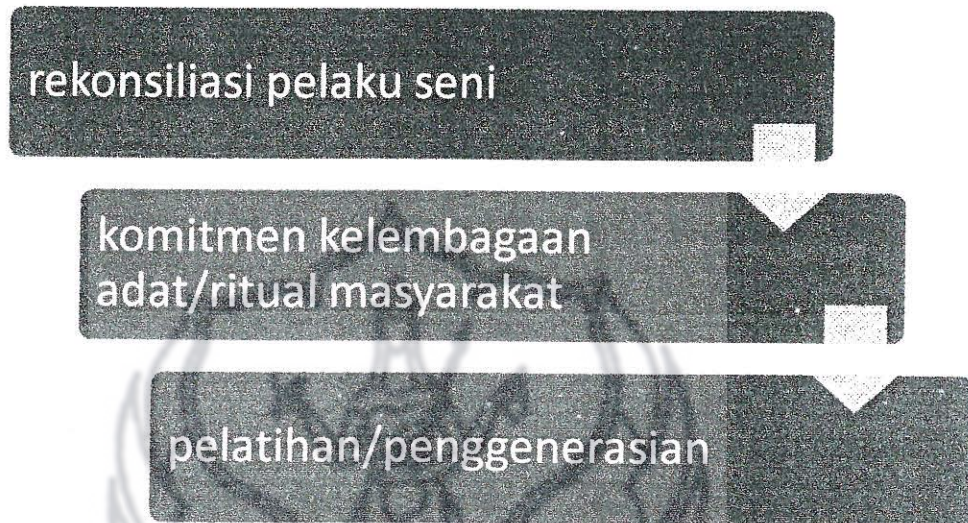 rekonsiliasi pelaku seni
komitmen kelembagaan
adat/ritual masyarakat
pelatihan/penggenerasian